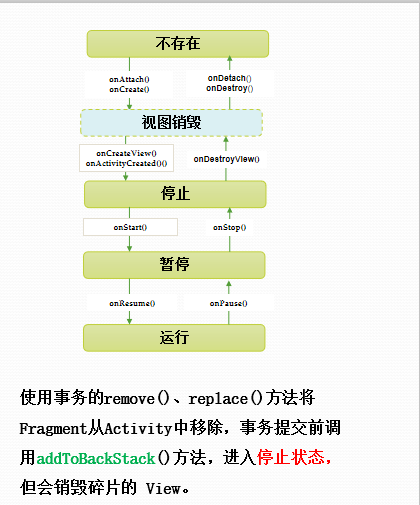 不存在
onAttach()
onCreate()
onDetach()
onDestroy()
视图销毁
onCreateView()
onActivityCreated()()
onDestroyView()
停止
onStart()
onStop()
暂停
onResume()
onPause()
运行
使用事务的remove()、replace()方法将
Fragment从Activity中移除，事务提交前调
用addToBackStack()方法，进入停止状态，
但会销毁碎片的 View。